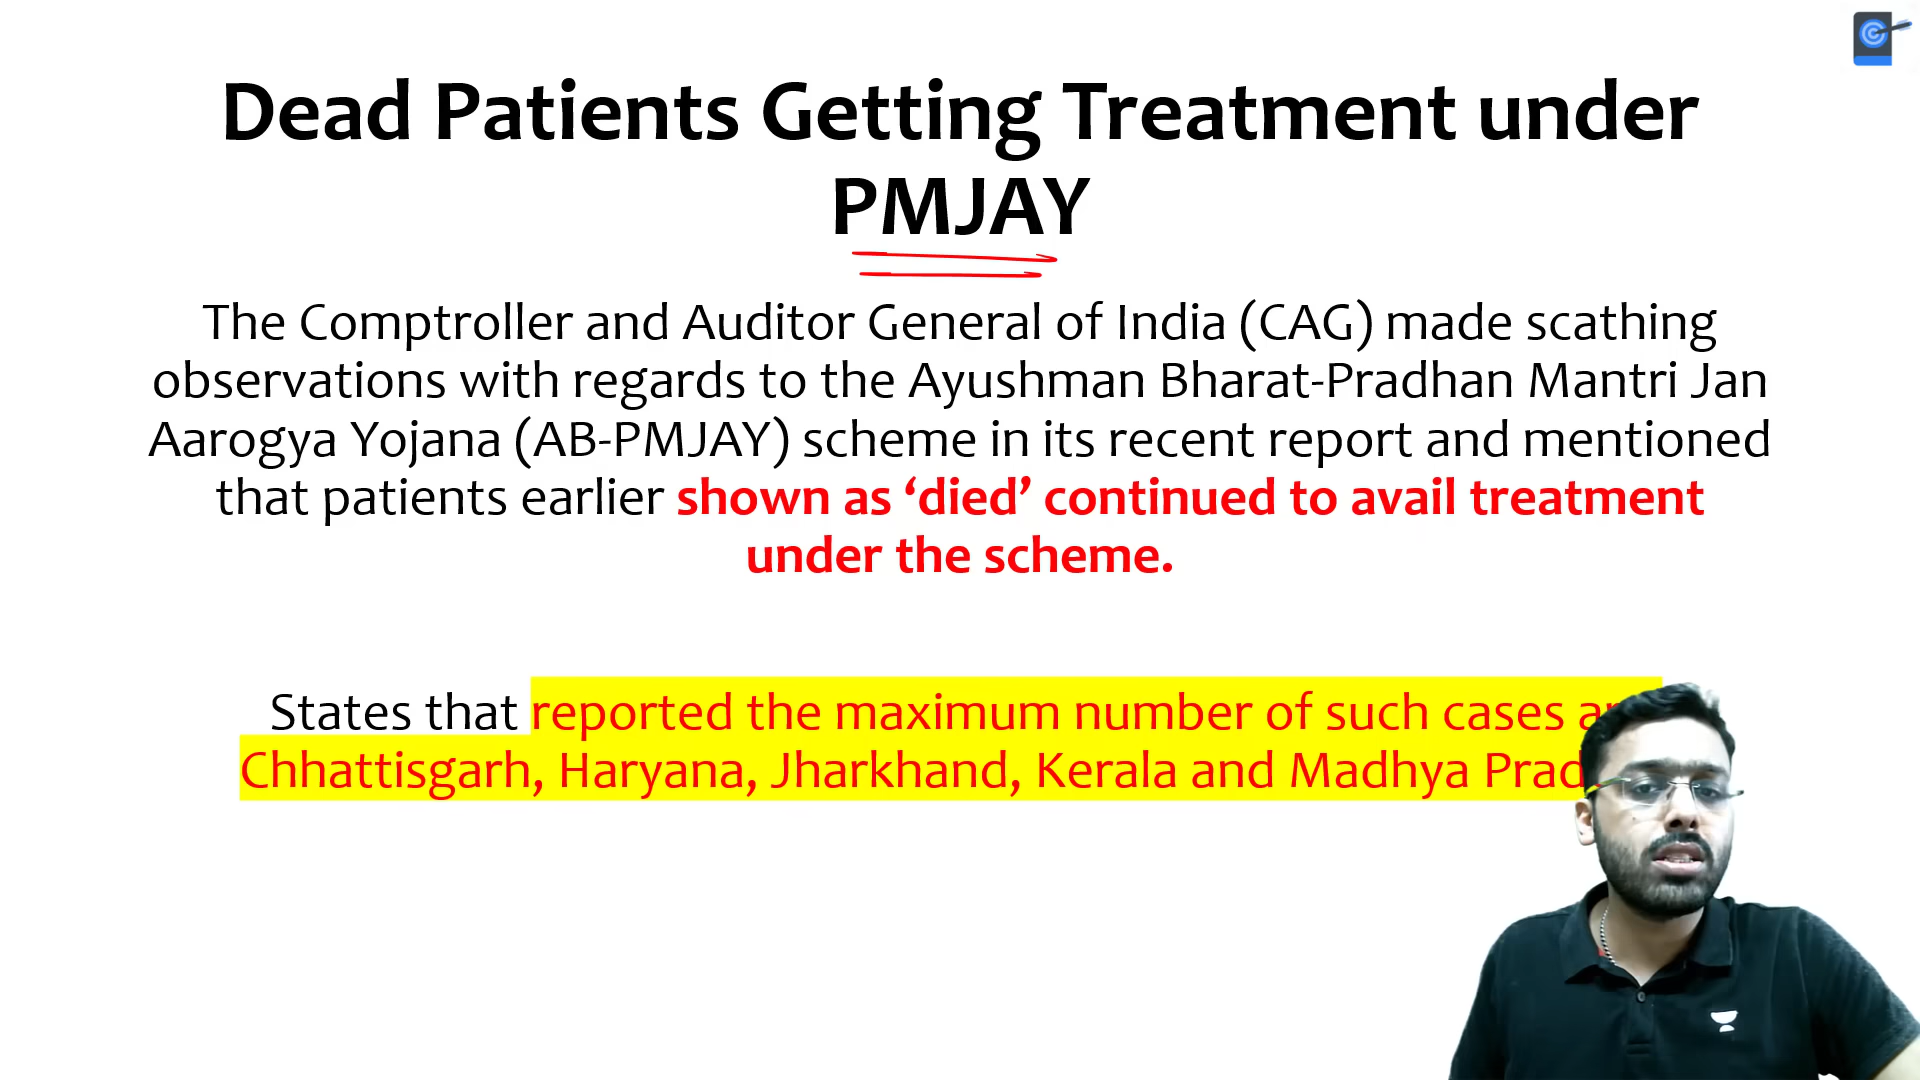 Dead Patients Getting Treatment under
PMJAY
The Comptroller and Auditor General of India (CAG) made scathing
observations with regards to the Ayushman Bharat-Pradhan Mantri Jan
Aarogya Yojana (AB-PMJAY) scheme in its recent report and mentioned
that patients earlier shown as ‘died’ continued to avail treatment
under the scheme.
States that reported the maximum number of such cases
Chhattisgarh, Haryana, Jharkhand, Kerala and Madhya